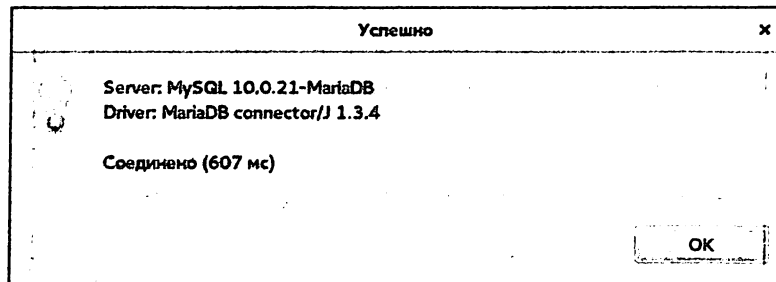 Успешно
Server: MySQL 10.0.21-MariaDB
Driver: MariaDB connector/J 1.3.4
Соединено (607 мс)
OK